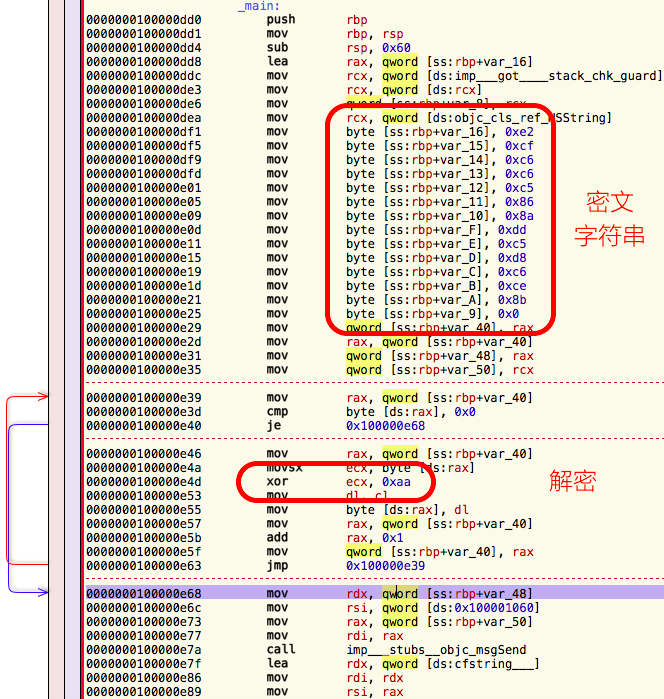 _main:
0000000100000dd0 push rbp
0000000100000dd1 mov rbp, rsp
0000000100000dd4 sub rsp, 0x60
0000000100000dd8 lea rax, qword [ss:rbp+var_16]
0000000100000ddc mov rcx, qword [ds:imp___got____stack_chk_guard]
0000000100000de3 mov rcx, qword [ds:rcx]
0000000100000de6 mov qword [ss:rbp+var_8], rcx
0000000100000dea mov rcx, qword [ds:objc_cls_ref_NSString]
0000000100000df1 mov byte [ss:rbp+var_16], 0xe2
0000000100000df5 mov byte [ss:rbp+var_15], 0xcf
0000000100000df9 mov byte [ss:rbp+var_14], 0xc6
0000000100000dfd mov byte [ss:rbp+var_13], 0xc6
0000000100000e01 mov byte [ss:rbp+var_12], 0xc5
0000000100000e05 mov byte [ss:rbp+var_11], 0x86
0000000100000e09 mov byte [ss:rbp+var_10], 0x8a
0000000100000e0d mov byte [ss:rbp+var_F], 0xdd
0000000100000e11 mov byte [ss:rbp+var_E], 0xc5
0000000100000e15 mov byte [ss:rbp+var_D], 0xd8
0000000100000e19 mov byte [ss:rbp+var_C], 0xc6
0000000100000e1d mov byte [ss:rbp+var_B], 0xce
0000000100000e21 mov byte [ss:rbp+var_A], 0x8b
0000000100000e25 mov byte [ss:rbp+var_9], 0x0
密文
字符串
0000000100000e29 mov qword [ss:rbp+var_40], rax
0000000100000e2d mov rax, qword [ss:rbp+var_40]
0000000100000e31 mov qword [ss:rbp+var_48], rax
0000000100000e35 mov qword [ss:rbp+var_50], rcx
0000000100000e39 mov rax, qword [ss:rbp+var_40]
0000000100000e3d cmp byte [ds:rax], 0x0
0000000100000e40 je 0x100000e68
0000000100000e46 mov rax, qword [ss:rbp+var_40]
0000000100000e4a movsx ecx, byte [ds:rax]
0000000100000e4d xor ecx, 0xaa
解密
0000000100000e53 mov dl, cl
0000000100000e55 mov byte [ds:rax], dl
0000000100000e57 mov rax, qword [ss:rbp+var_40]
0000000100000e5b add rax, 0x1
0000000100000e5f mov qword [ss:rbp+var_40], rax
0000000100000e63 jmp 0x100000e39
0000000100000e68 mov rdx, qword [ss:rbp+var_48]
0000000100000e6c mov rsi, qword [ds:0x100001060]
0000000100000e73 mov rax, qword [ss:rbp+var_50]
0000000100000e77 mov rdi, rax
0000000100000e7a call imp___stubs__objc_msgSend
0000000100000e7f lea rdx, qword [ds:cfstring___]
0000000100000e86 mov rdi, rdx
0000000100000e89 mov rsi, rax